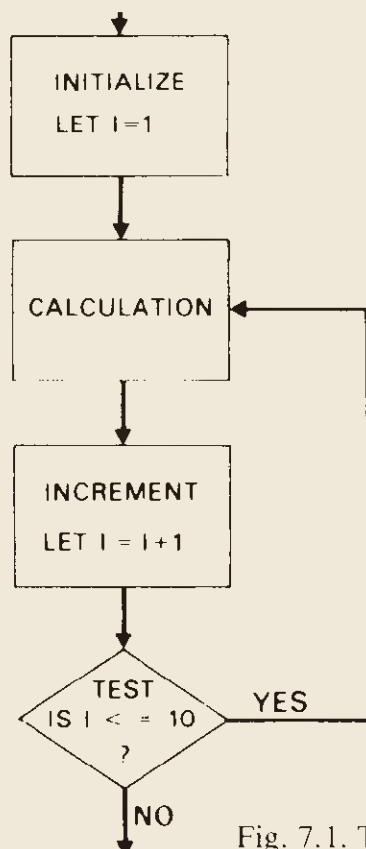 INITIALIZE
LET I=1
CALCULATION
INCREMENT
LET I = I+1
TEST
IS I < = 10
?
YES
NO
Fig. 7.1. T